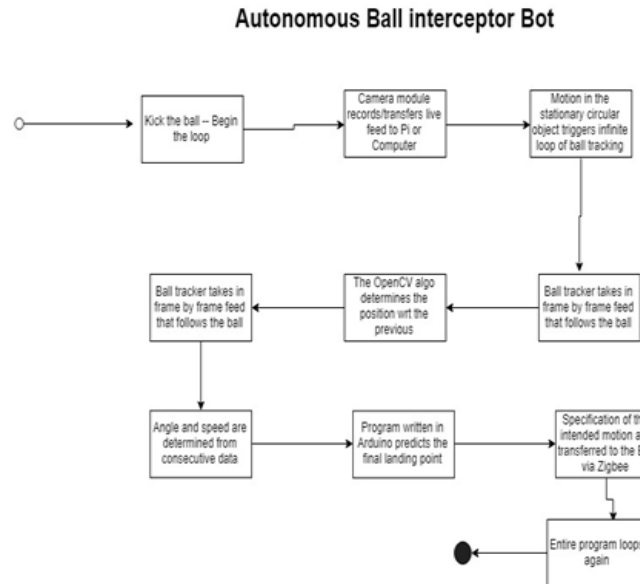 Autonomous Ball interceptor Bot
Kick the ball -- Begin
the loop
Camera module
records/transfers live
feed to Pi or
Computer
Motion in the
stationary circular
object triggers infinite
loop of ball tracking
Ball tracker takes in
frame by frame feed
that follows the ball
The OpenCV algo
determines the
position wrt the
previous
Ball tracker takes in
frame by frame feed
that follows the ball
Angle and speed are
determined from
consecutive data
Program written in
Arduino predicts the
final landing point
Specification of
intended motion
transferred to the
via Zigbee
Entire program loops
again